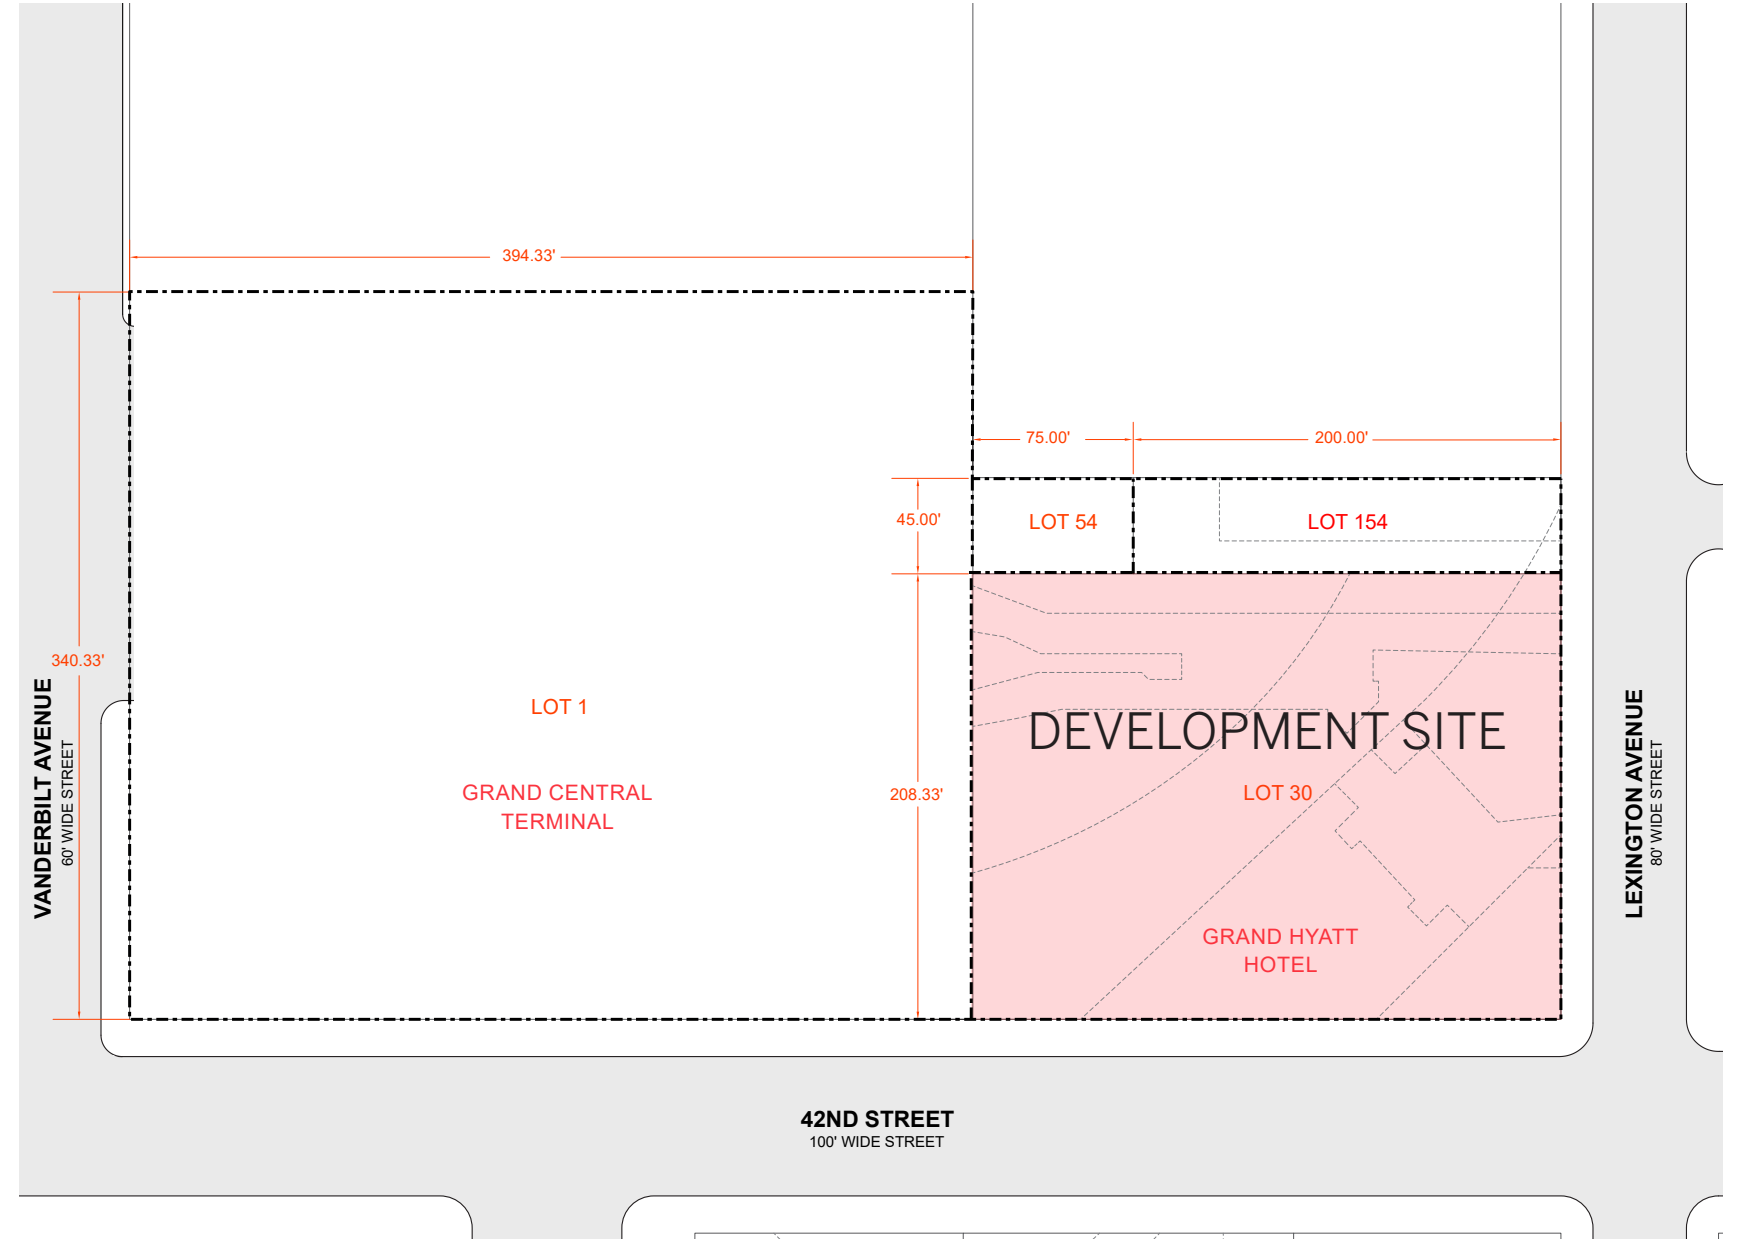 394.33'
75.00'
200.00'
45.00'
LOT 54
LOT 154
340.33'
LOT 1
DEVELOPMENT SITE
GRAND CENTRAL
TERMINAL
208.33'
LOT 30
VANDERBILT AVENUE
60' WIDE STREET
LEXINGTON AVENUE
80' WIDE STREET
GRAND HYATT
HOTEL
42ND STREET
100' WIDE STREET